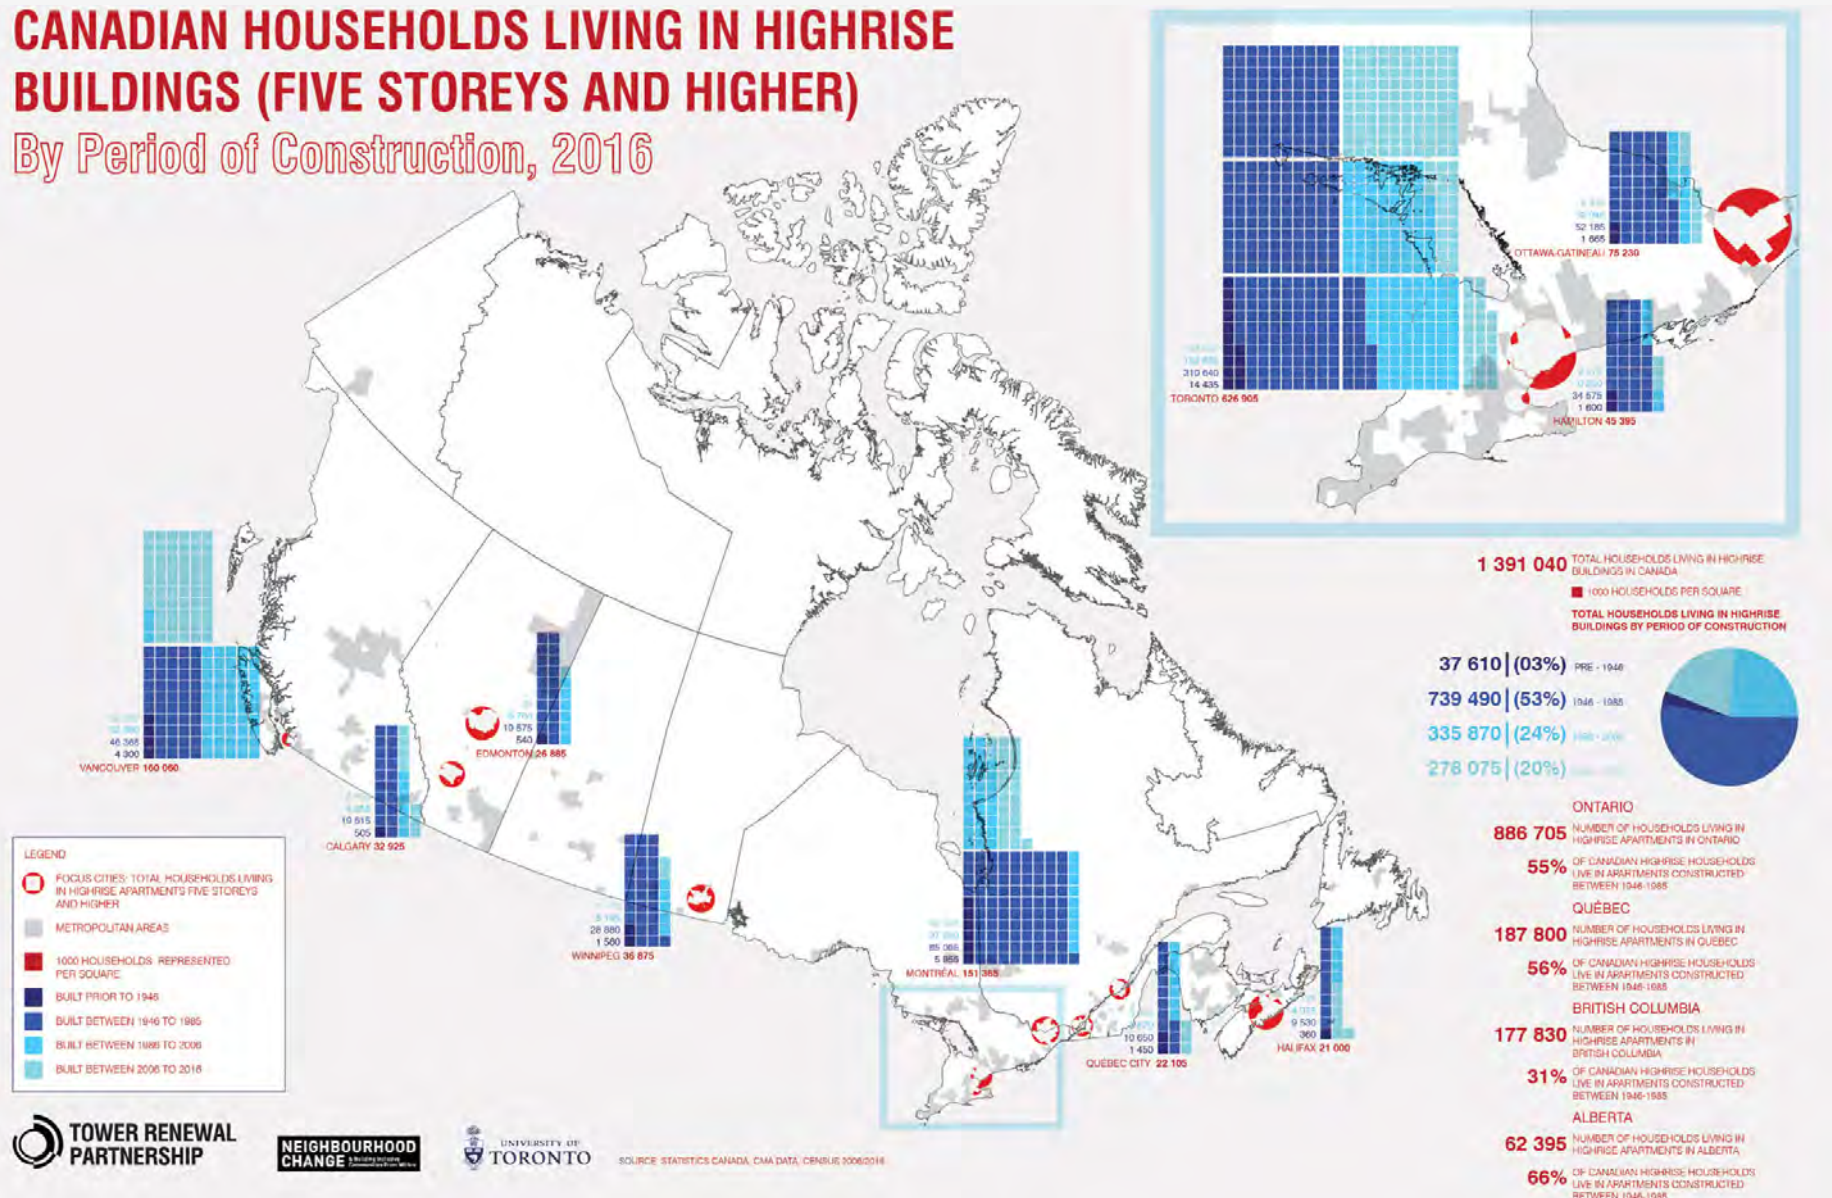 CANADIAN HOUSEHOLDS LIVING IN HIGHRISE
BUILDINGS (FIVE STOREYS AND HIGHER)
By Period of Construction, 2016
310 640
14 435
TORONTO 626 905
52 185
1 665
OTTAWA-GATINEAU 75 230
34 575
1 600
HAMILTON 45 395
1 391 040
TOTAL HOUSEHOLDS LIVING IN HIGHRISE
BUILDINGS IN CANADA
1000 HOUSEHOLDS PER SQUARE
TOTAL HOUSEHOLDS LIVING IN HIGHRISE
BUILDINGS BY PERIOD OF CONSTRUCTION
37 610 | (03%) PRE - 1946
739 490 | (53%) 1946 - 1985
335 870 | (24%)
278 075 | (20%)
ONTARIO
886 705 NUMBER OF HOUSEHOLDS LIVING IN
HIGHRISE APARTMENTS IN ONTARIO
55% OF CANADIAN HIGHRISE HOUSEHOLDS
LIVE IN APARTMENTS CONSTRUCTED
BETWEEN 1946-1985
QUÉBEC
187 800 NUMBER OF HOUSEHOLDS LIVING IN
HIGHRISE APARTMENTS IN QUÉBEC
56% OF CANADIAN HIGHRISE HOUSEHOLDS
LIVE IN APARTMENTS CONSTRUCTED
BETWEEN 1946-1985
BRITISH COLUMBIA
177 830 NUMBER OF HOUSEHOLDS LIVING IN
HIGHRISE APARTMENTS IN
BRITISH COLUMBIA
31% OF CANADIAN HIGHRISE HOUSEHOLDS
LIVE IN APARTMENTS CONSTRUCTED
BETWEEN 1946-1985
ALBERTA
62 395 NUMBER OF HOUSEHOLDS LIVING IN
HIGHRISE APARTMENTS IN ALBERTA
66% OF CANADIAN HIGHRISE HOUSEHOLDS
LIVE IN APARTMENTS CONSTRUCTED
BETWEEN 1946-1985
46 365
4 300
VANCOUVER 160 060
19 575
540
EDMONTON 26 885
19 515
505
CALGARY 32 925
28 880
1 560
WINNIPEG 36 875
85 065
5 955
MONTRÉAL 151 365
10 650
1 450
QUÉBEC CITY 22 105
9 530
360
HALIFAX 21 000
LEGEND
FOCUS CITIES: TOTAL HOUSEHOLDS LIVING
IN HIGHRISE APARTMENTS FIVE STOREYS
AND HIGHER
METROPOLITAN AREAS
1000 HOUSEHOLDS REPRESENTED
PER SQUARE
BUILT PRIOR TO 1946
BUILT BETWEEN 1946 TO 1985
BUILT BETWEEN 1986 TO 2006
BUILT BETWEEN 2006 TO 2016
TOWER RENEWAL
PARTNERSHIP
NEIGHBOURHOOD
CHANGE
UNIVERSITY OF
TORONTO
SOURCE: STATISTICS CANADA, CMA DATA, CENSUS 2006/2016